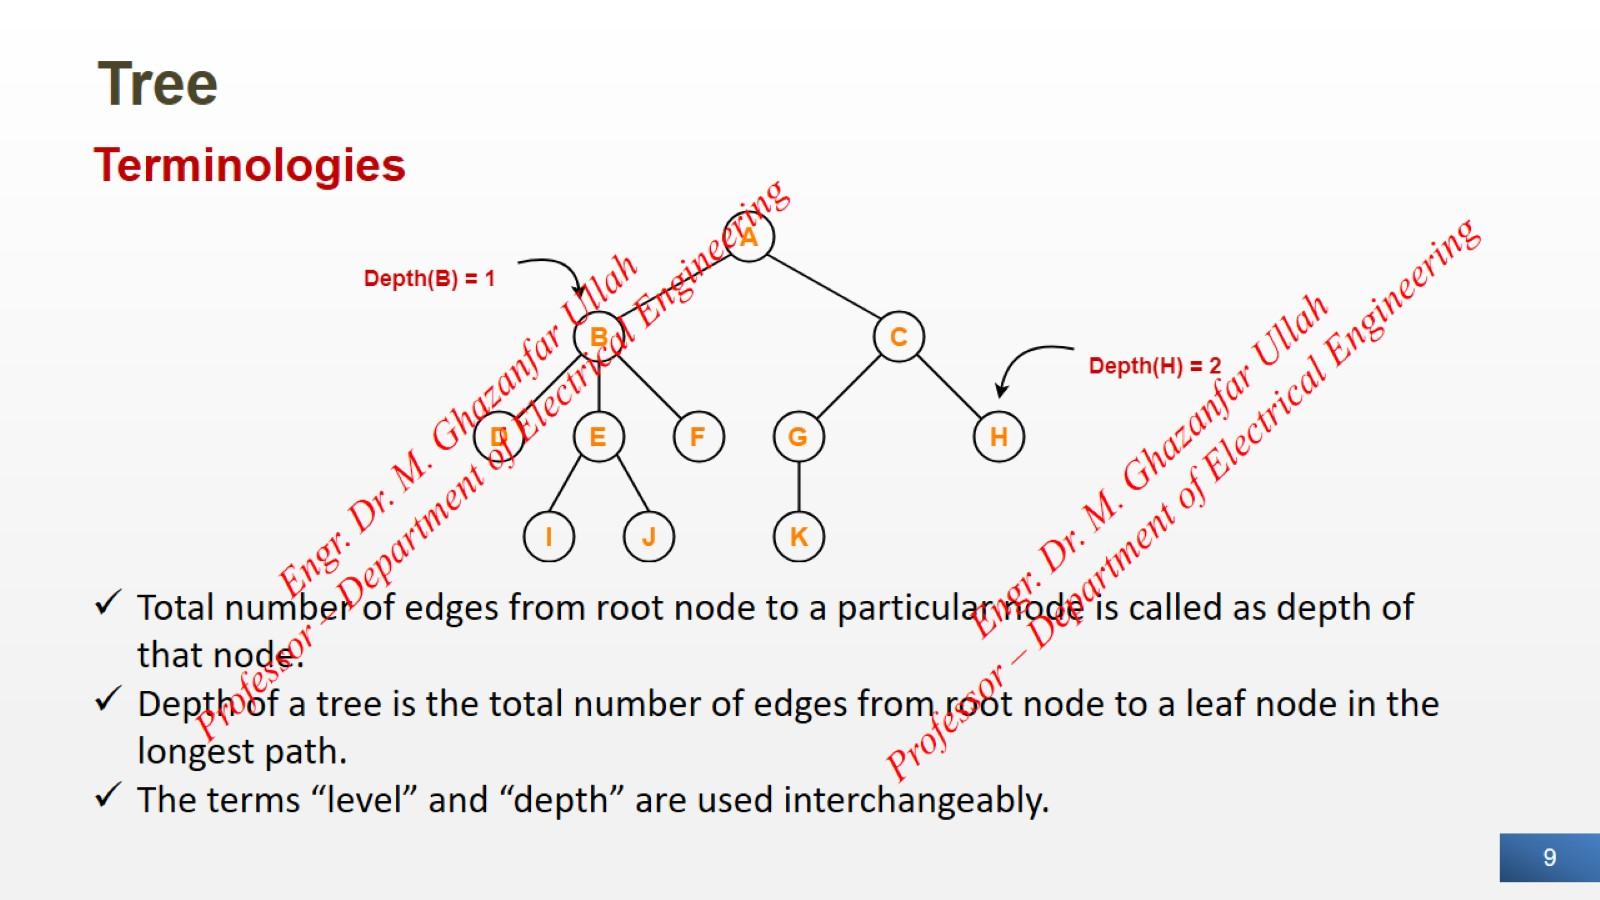 Tree
Terminologies
A
Depth(B) = 1
B
C
Depth(H) = 2
D
E
F
G
H
I
J
K
✓ Total number of edges from root node to a particular node is called as depth of
that node.
✓ Depth of a tree is the total number of edges from root node to a leaf node in the
longest path.
✓ The terms “level” and “depth” are used interchangeably.
Engr. Dr. M. Ghazanfar Ullah
Professor – Department of Electrical Engineering
Engr. Dr. M. Ghazanfar Ullah
Professor – Department of Electrical Engineering
9